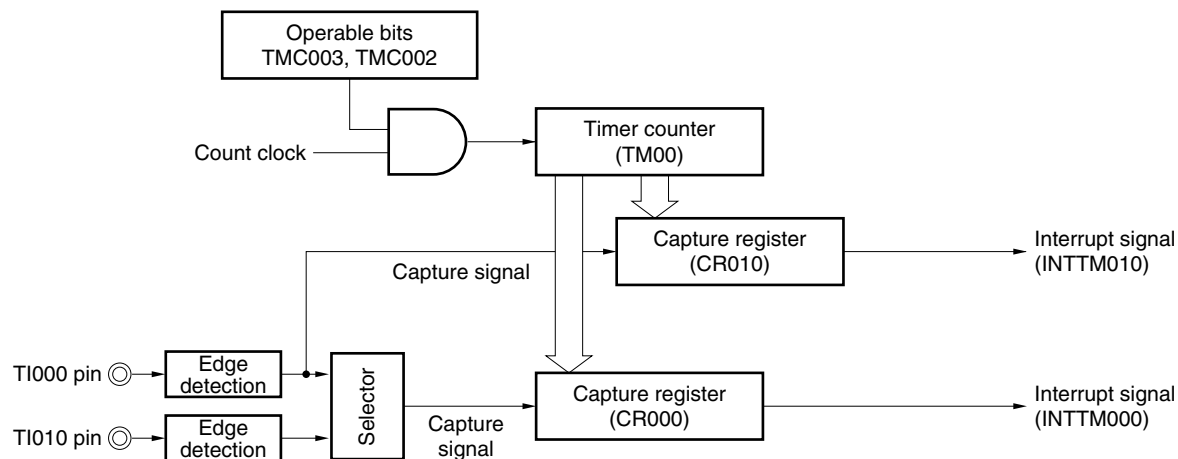 Operable bits
TMC003, TMC002
Count clock
Timer counter
(TM00)
Capture register
(CR010)
Interrupt signal
(INTTM010)
Capture signal
TI000 pin
Edge
detection
Selector
Capture register
(CR000)
Interrupt signal
(INTTM000)
TI010 pin
Edge
detection
Capture
signal